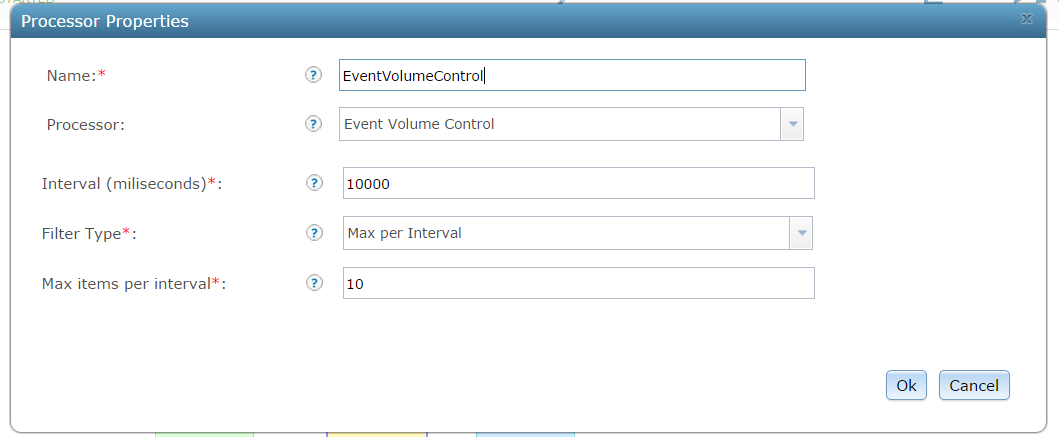 STARTED
Processor Properties
Name:* ? EventVolumeControl
Processor: ? Event Volume Control
Interval (miliseconds)*: ? 10000
Filter Type*: ? Max per Interval
Max items per interval*: ? 10
Ok Cancel